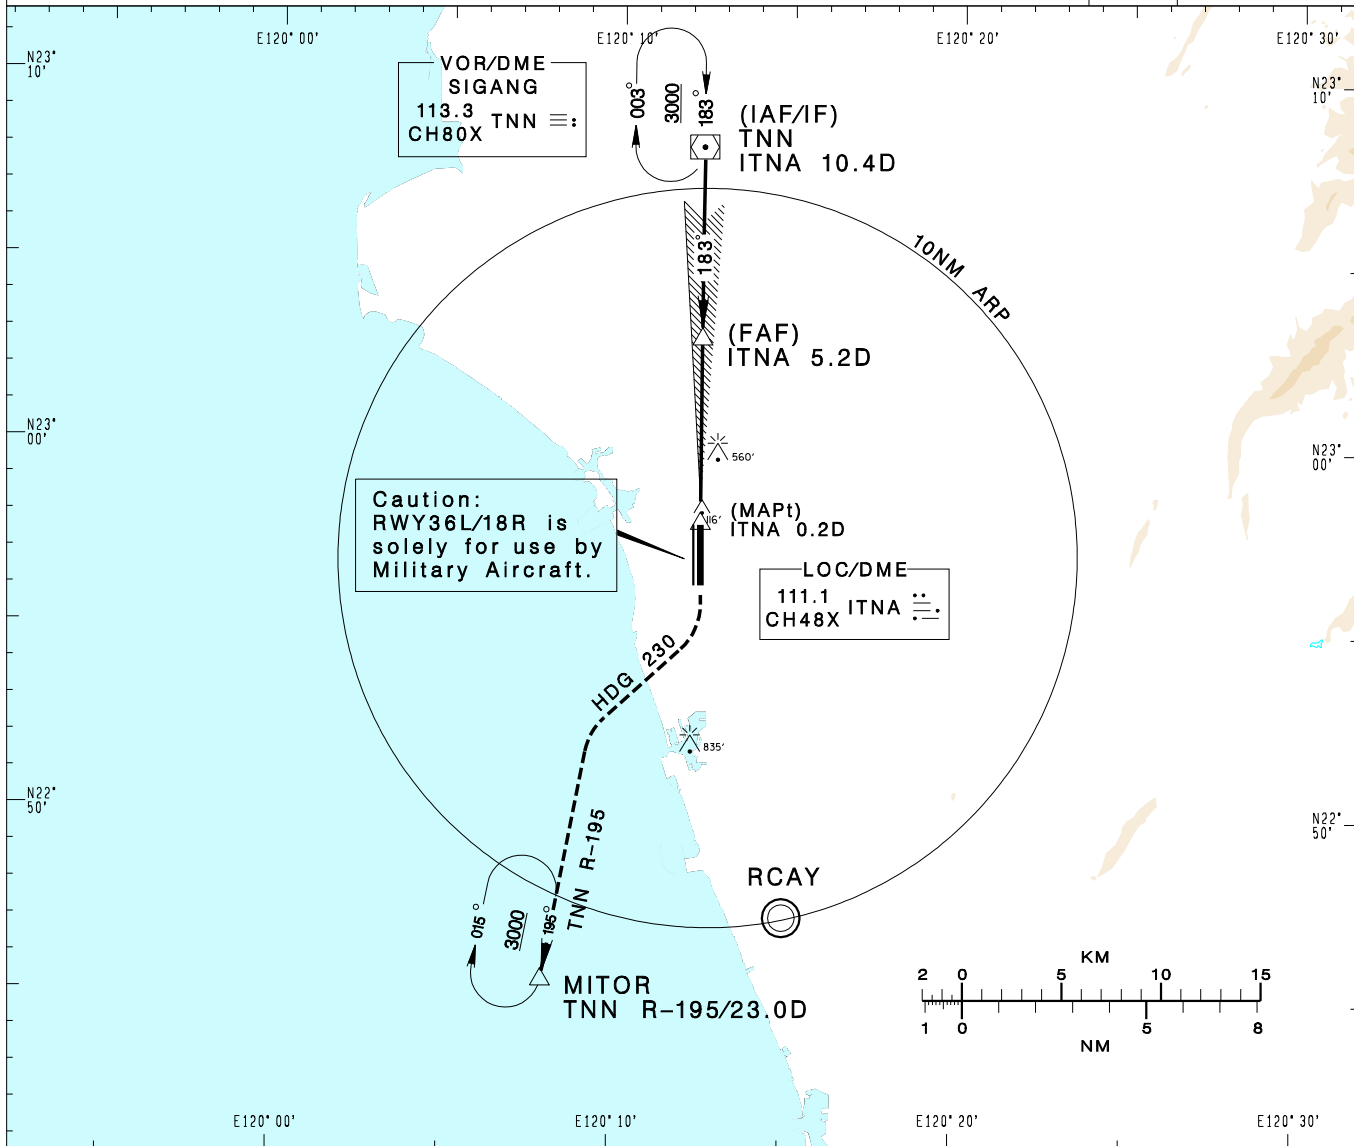 E120° 00'
E120° 10'
E120° 20'
E120° 30'
N23°
10'
N23°
10'
VOR/DME
SIGANG
113.3
CH80X
TNN
003°
3000
183°
(IAF/IF)
TNN
ITNA 10.4D
183°
10NM ARP
(FAF)
ITNA 5.2D
N23°
00'
N23°
00'
560'
Caution:
RWY36L/18R is
solely for use by
Military Aircraft.
116'
(MAPt)
ITNA 0.2D
LOC/DME
111.1
CH48X
ITNA
HDG 230
835'
N22°
50'
N22°
50'
TNN R-195
RCAY
015°
3000
195°
MITOR
TNN R-195/23.0D
KM
2 0 5 10 15
1 0 5 8
NM
E120° 00'
E120° 10'
E120° 20'
E120° 30'